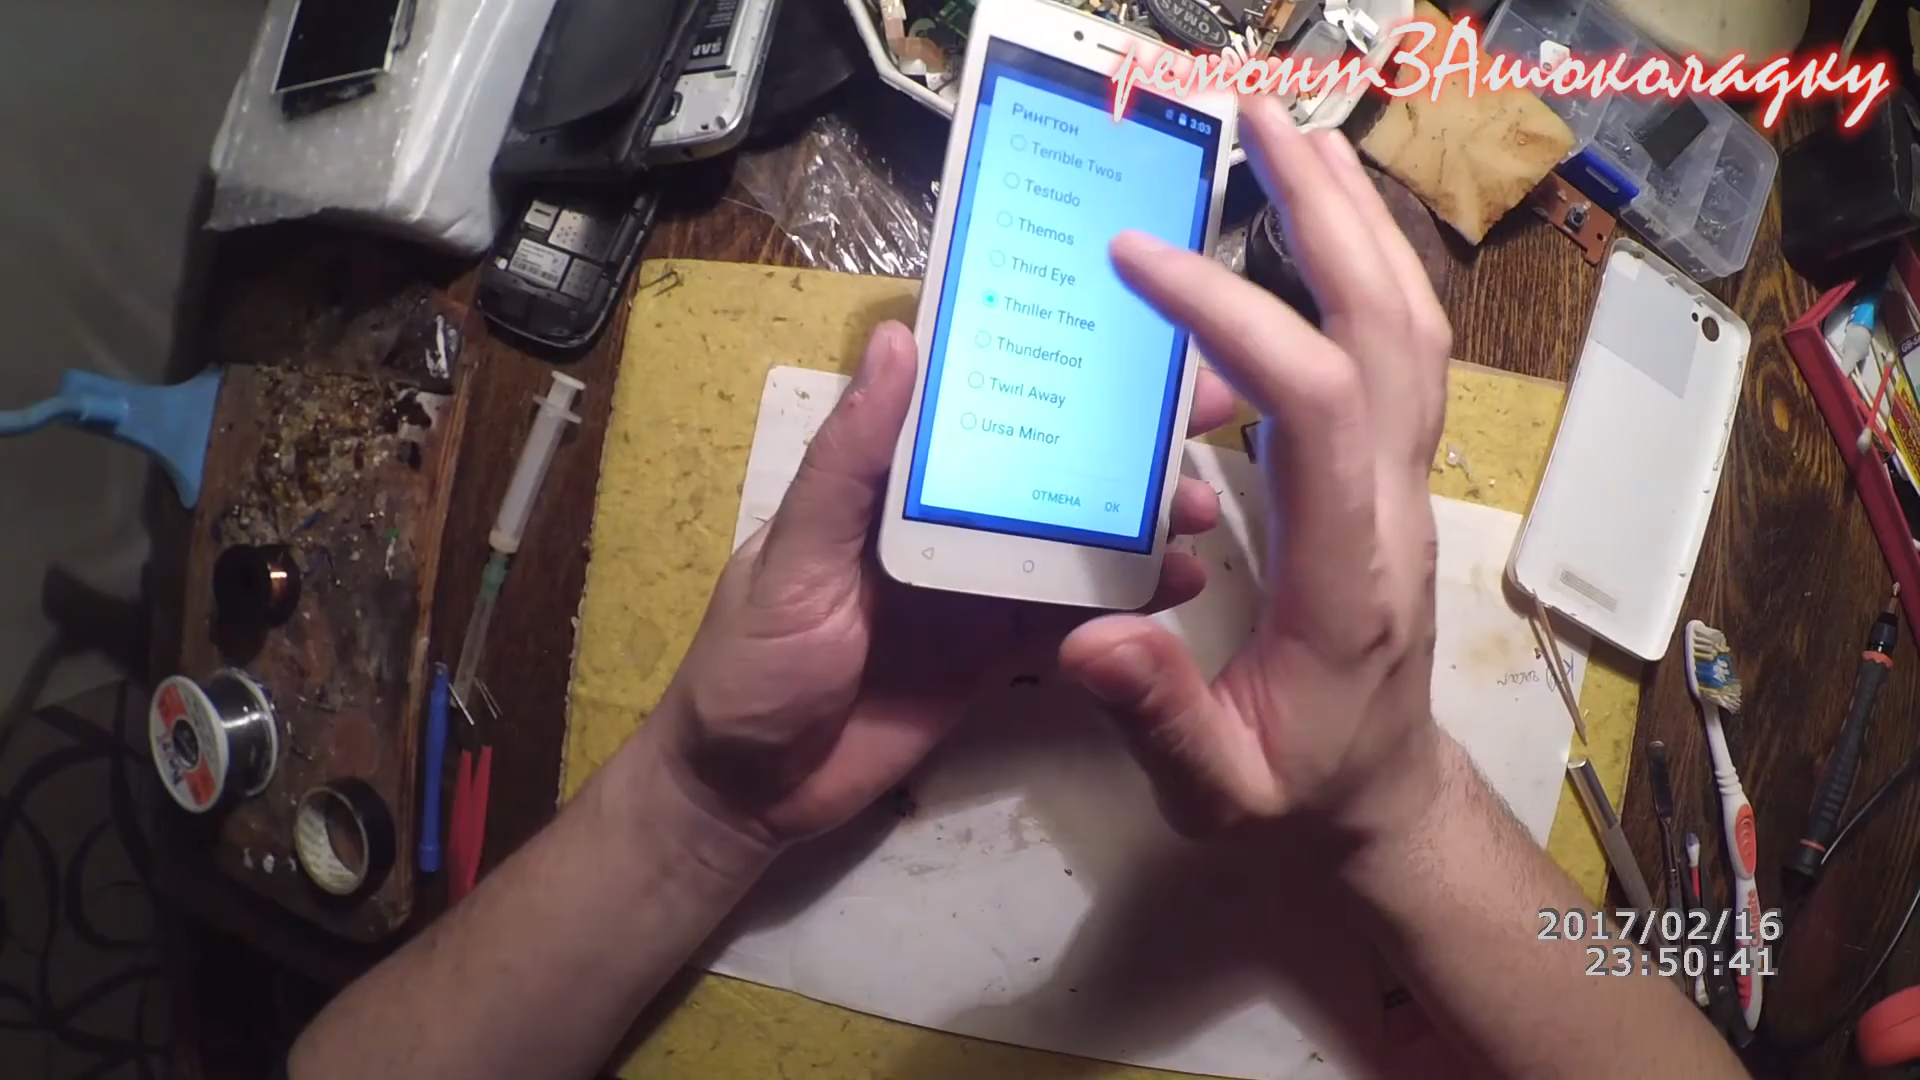 ремонтЗАшоколадку
3:03
Рингтон
Terrible Twos
Testudo
Themos
Third Eye
Thriller Three
Thunderfoot
Twirl Away
Ursa Minor
ОТМЕНА OK
2017/02/16
23:50:41